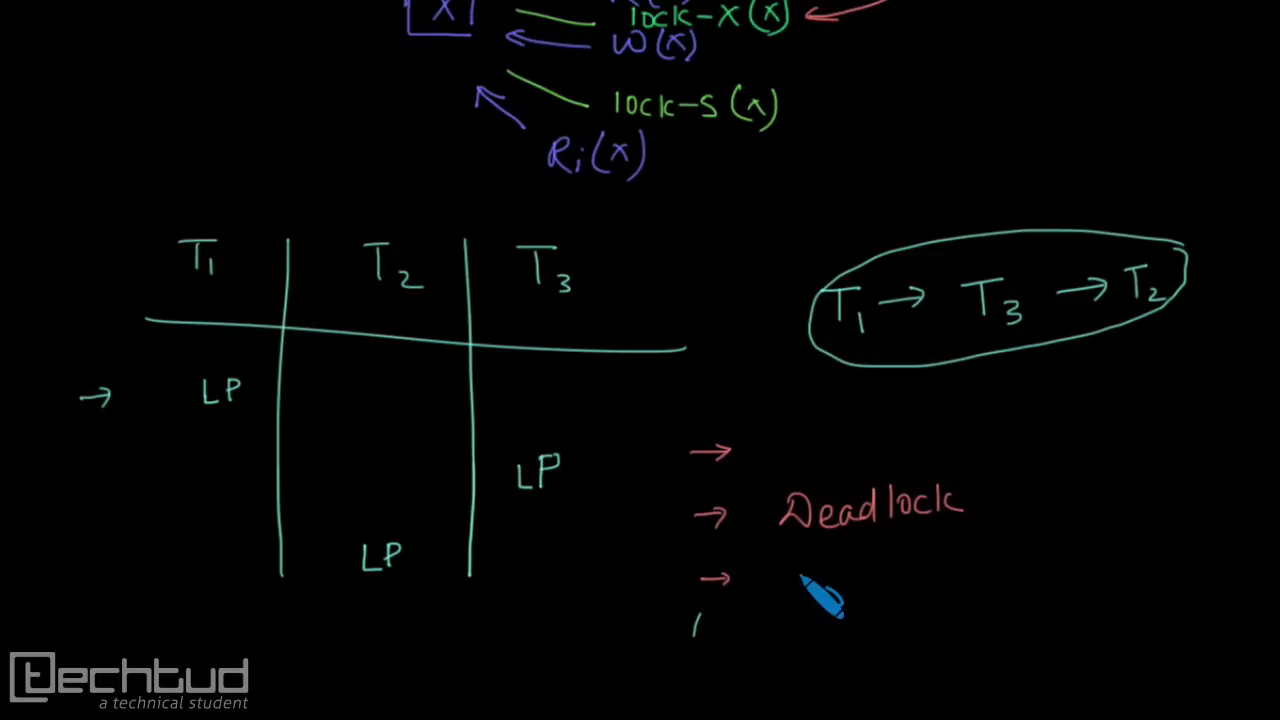 X
lock-X(x)
W(x)
lock-S(x)
Ri(x)
T1 T2 T3
T1 → T3 → T2
→ LP
→
LP
→ Deadlock
LP
→
techtud
a technical student